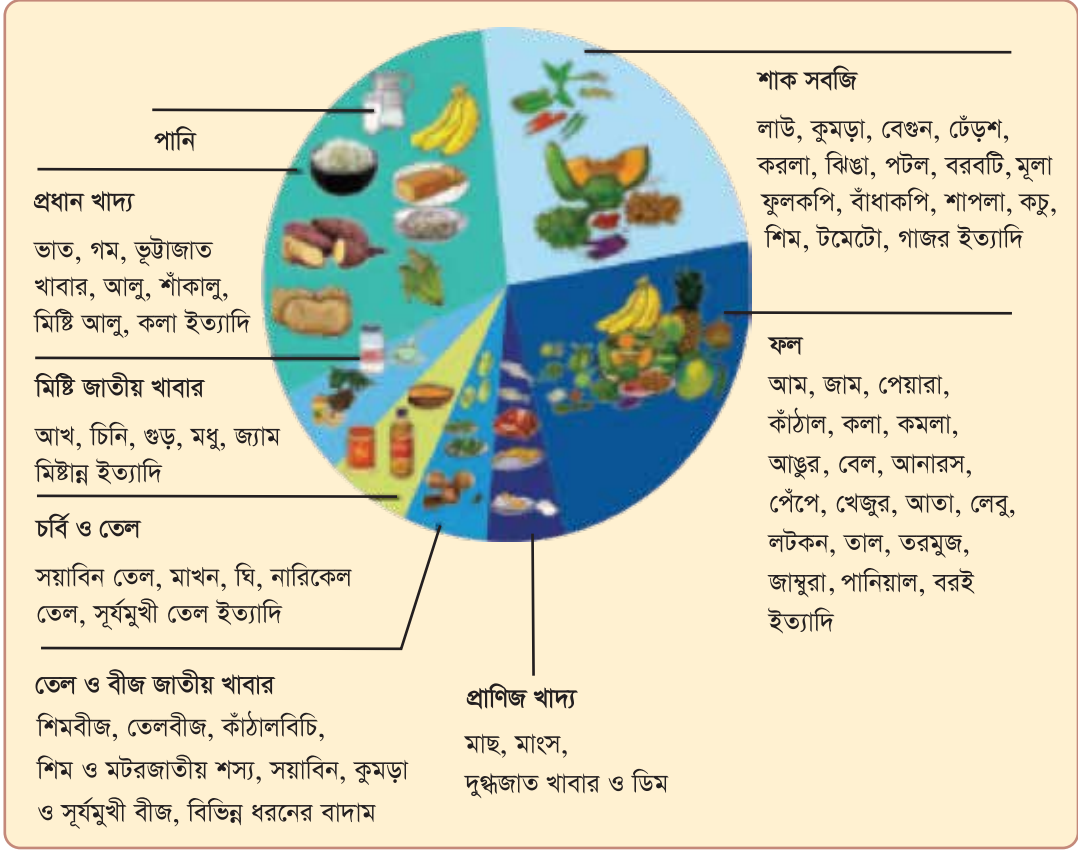 পানি
প্রধান খাদ্য
ভাত, গম, ভূট্টাজাত
খাবার, আলু, শাঁকালু,
মিষ্টি আলু, কলা ইত্যাদি
মিষ্টি জাতীয় খাবার
আখ, চিনি, গুড়, মধু, জ্যাম
মিষ্টান্ন ইত্যাদি
চর্বি ও তেল
সয়াবিন তেল, মাখন, ঘি, নারিকেল
তেল, সূর্যমুখী তেল ইত্যাদি
তেল ও বীজ জাতীয় খাবার
শিমবীজ, তেলবীজ, কাঁঠালবিচি,
শিম ও মটরজাতীয় শস্য, সয়াবিন, কুমড়া
ও সূর্যমুখী বীজ, বিভিন্ন ধরনের বাদাম
প্রাণিজ খাদ্য
মাছ, মাংস,
দুগ্ধজাত খাবার ও ডিম
শাক সবজি
লাউ, কুমড়া, বেগুন, ঢেঁড়শ,
করলা, ঝিঙা, পটল, বরবটি, মূলা
ফুলকপি, বাঁধাকপি, শাপলা, কচু,
শিম, টমেটো, গাজর ইত্যাদি
ফল
আম, জাম, পেয়ারা,
কাঁঠাল, কলা, কমলা,
আঙুর, বেল, আনারস,
পেঁপে, খেজুর, আতা, লেবু,
লটকন, তাল, তরমুজ,
জাম্বুরা, পানিয়াল, বরই
ইত্যাদি